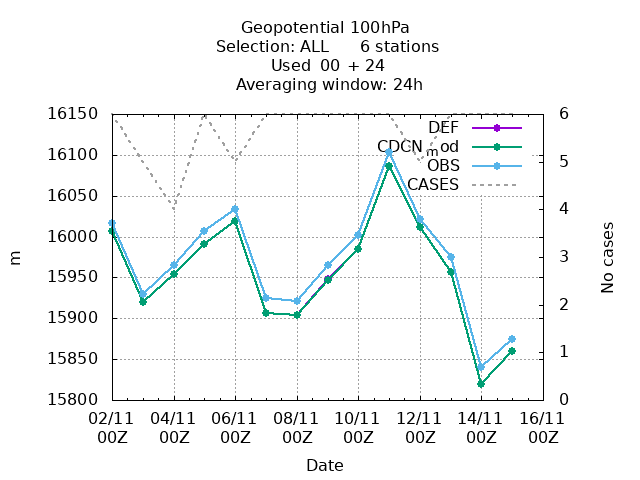 Geopotential 100hPa
Selection: ALL      6 stations
Used  00  + 24
Averaging window: 24h
16150
16100
16050
16000
15950
15900
15850
15800
m
6
5
4
3
2
1
0
No cases
DEF
CDCN_mod
OBS
CASES
02/11 04/11 06/11 08/11 10/11 12/11 14/11 16/11
00Z 00Z 00Z 00Z 00Z 00Z 00Z 00Z
Date